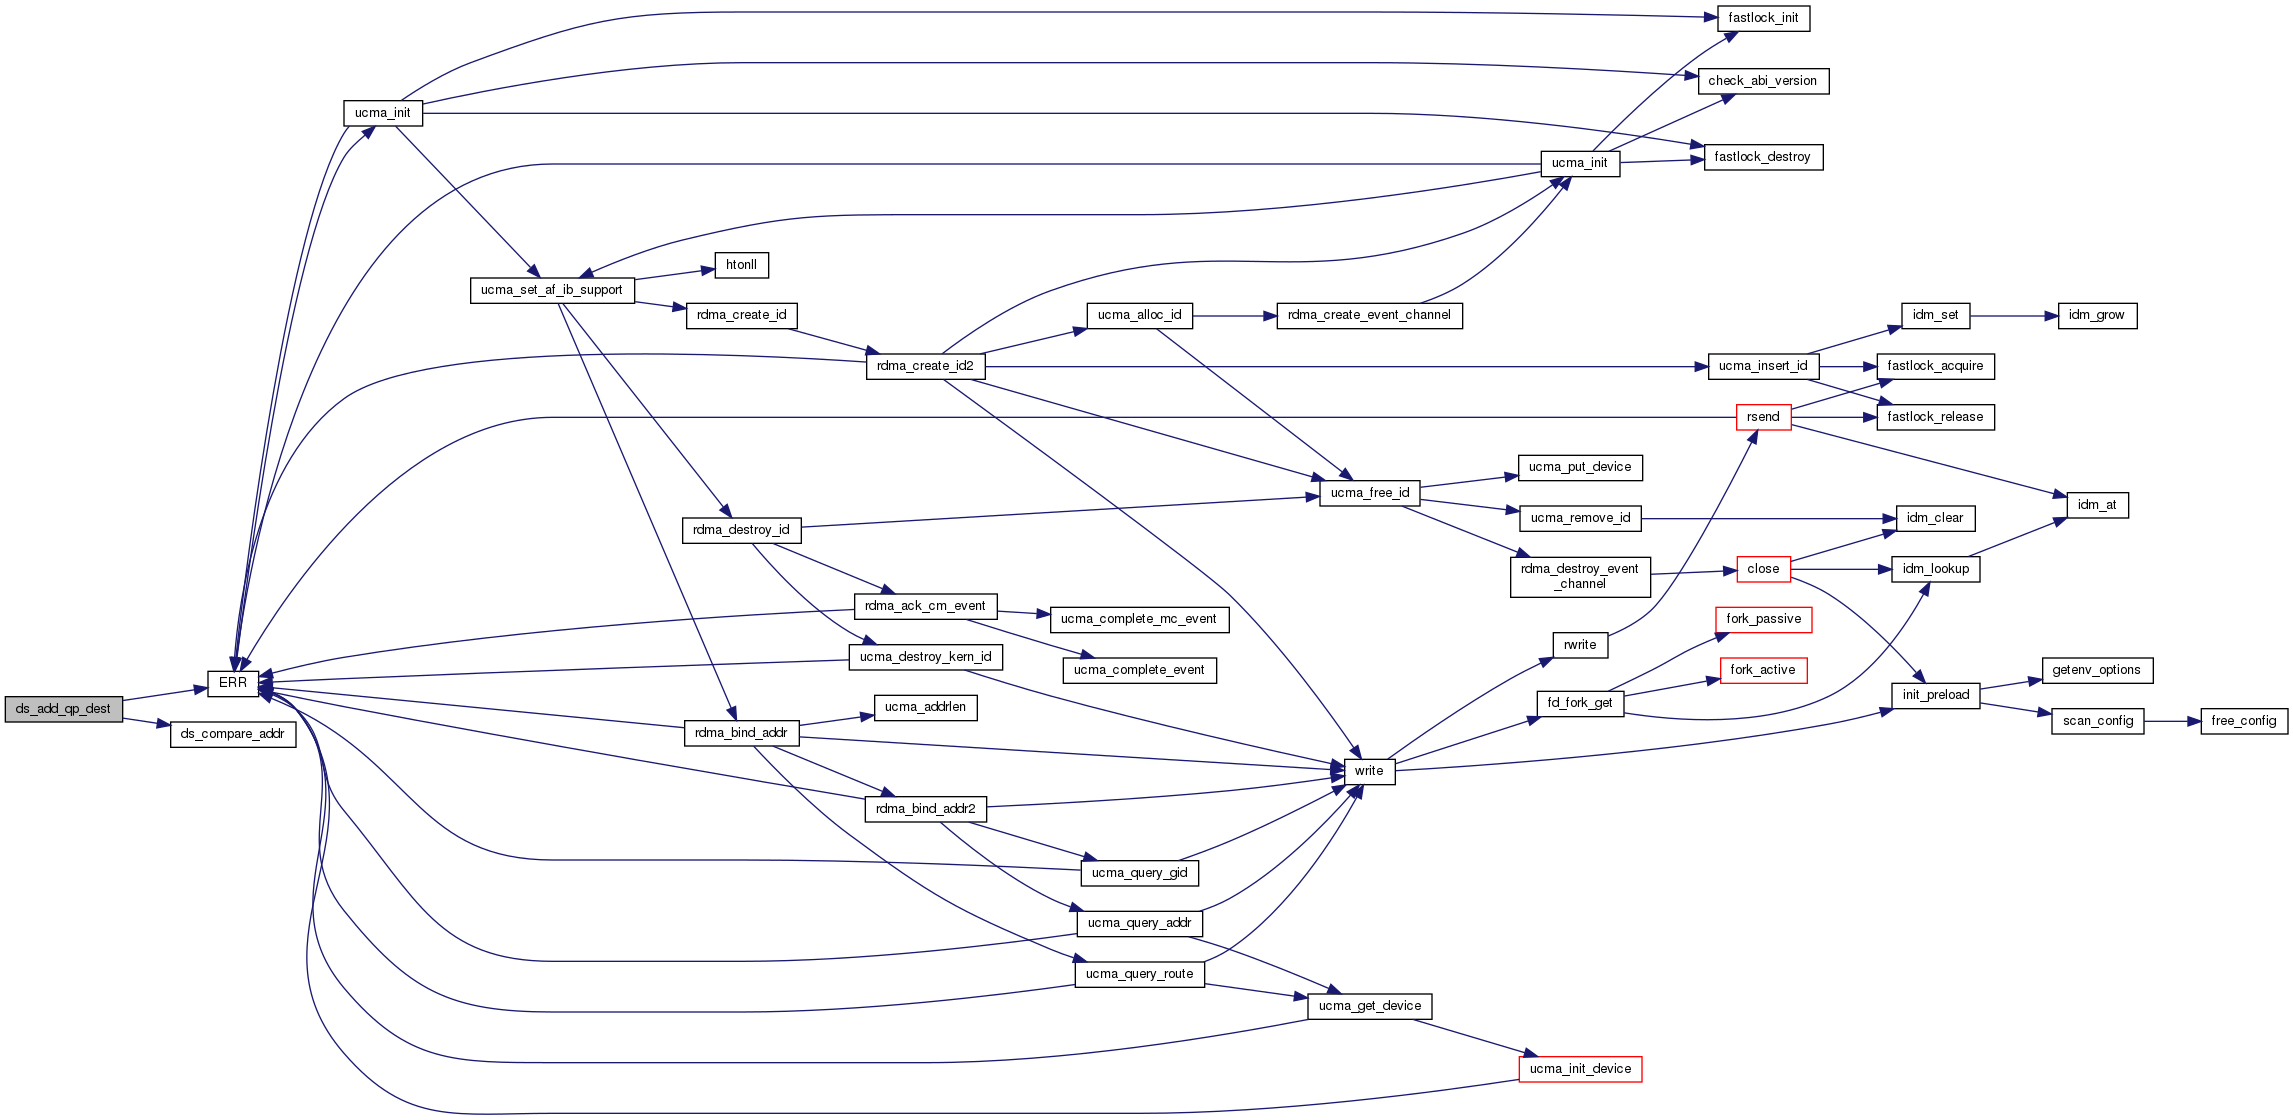 fastlock_init
check_abi_version
ucma_init
fastlock_destroy
ucma_init
htonll
ucma_set_af_ib_support
rdma_create_id
ucma_alloc_id
rdma_create_event_channel
idm_set
idm_grow
rdma_create_id2
ucma_insert_id
fastlock_acquire
rsend
fastlock_release
ucma_put_device
ucma_free_id
idm_at
ucma_remove_id
idm_clear
rdma_destroy_id
rdma_destroy_event
_channel
close
idm_lookup
rdma_ack_cm_event
ucma_complete_mc_event
fork_passive
rwrite
ucma_destroy_kern_id
ucma_complete_event
fork_active
getenv_options
ERR
init_preload
fd_fork_get
ds_add_qp_dest
ucma_addrlen
scan_config
free_config
ds_compare_addr
rdma_bind_addr
write
rdma_bind_addr2
ucma_query_gid
ucma_query_addr
ucma_query_route
ucma_get_device
ucma_init_device